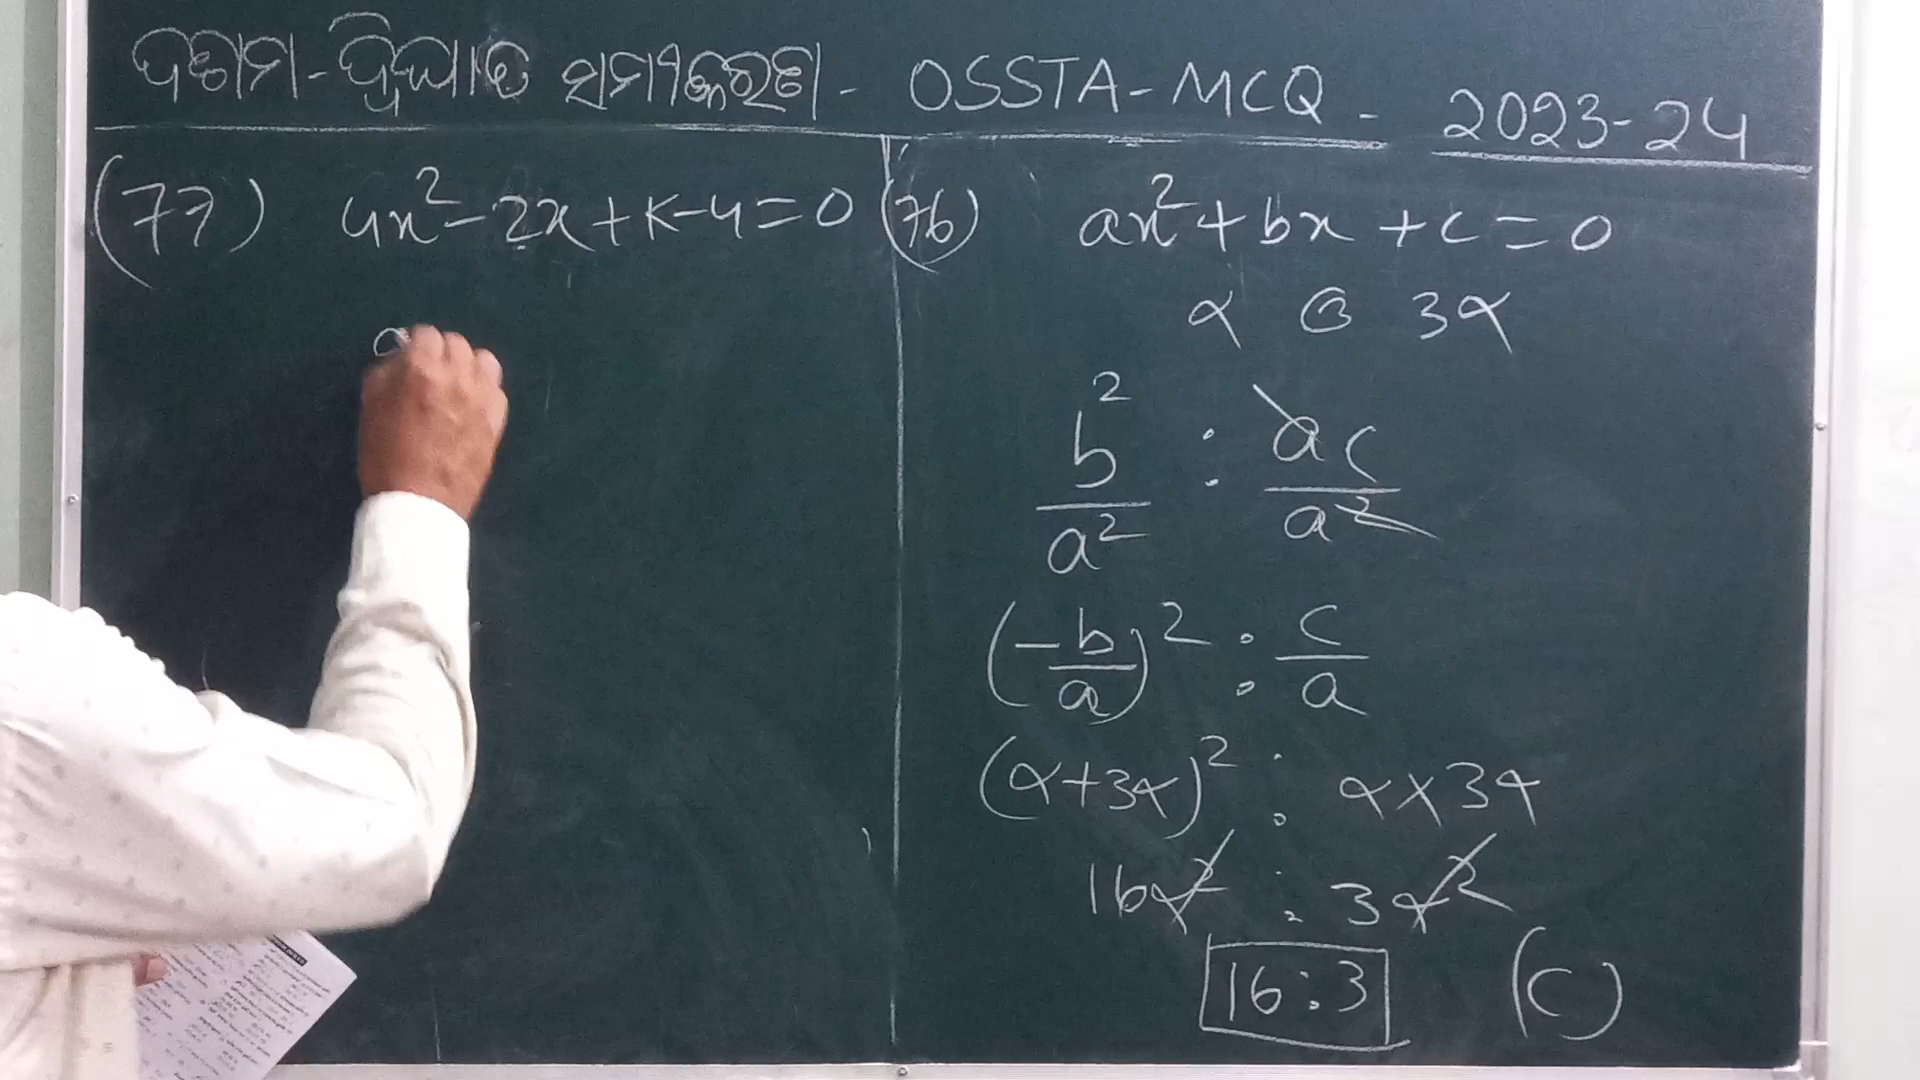 ଦଶମ - ଦ୍ବିଘାତ ସମୀକରଣ - OSSTA - MCQ - 2023-24
(77) 4x² - 2x + K - 4 = 0
(76) ax² + bx + c = 0
α ଓ 3α
b²/a² : ac/a²
(-b/a)² : c/a
(α+3α)² : α×3α
16α² : 3α²
16:3 (C)